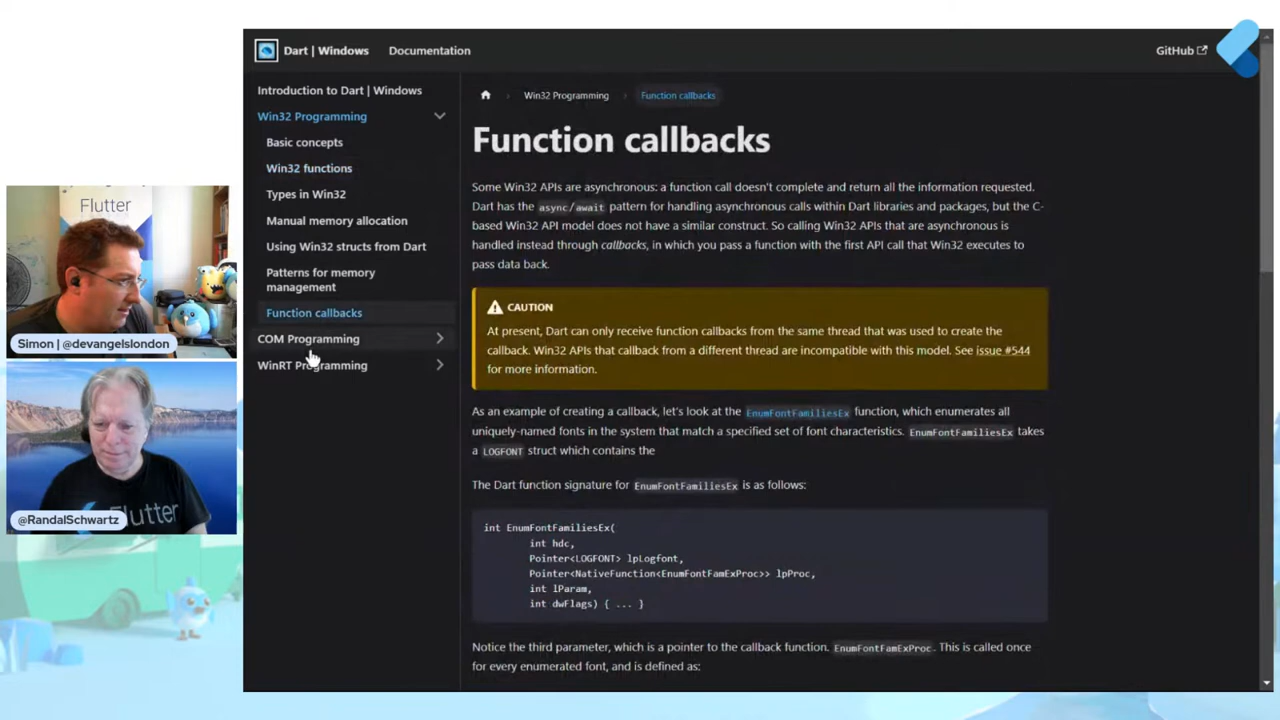 Dart | Windows
Documentation
GitHub
Introduction to Dart | Windows
Win32 Programming
Basic concepts
Win32 functions
Types in Win32
Manual memory allocation
Using Win32 structs from Dart
Patterns for memory
management
Function callbacks
COM Programming
WinRT Programming
Win32 Programming
Function callbacks
Function callbacks
Some Win32 APIs are asynchronous: a function call doesn't complete and return all the information requested.
Dart has the async/await pattern for handling asynchronous calls within Dart libraries and packages, but the C-
based Win32 API model does not have a similar construct. So calling Win32 APIs that are asynchronous is
handled instead through callbacks, in which you pass a function with the first API call that Win32 executes to
pass data back.
CAUTION
At present, Dart can only receive function callbacks from the same thread that was used to create the
callback. Win32 APIs that callback from a different thread are incompatible with this model. See issue #544
for more information.
As an example of creating a callback, let's look at the EnumFontFamiliesEx function, which enumerates all
uniquely-named fonts in the system that match a specified set of font characteristics. EnumFontFamiliesEx takes
a LOGFONT struct which contains the
The Dart function signature for EnumFontFamiliesEx is as follows:
int EnumFontFamiliesEx(
int hdc,
Pointer<LOGFONT> lpLogfont,
Pointer<NativeFunction<EnumFontFamExProc>> lpProc,
int lParam,
int dwFlags) { ... }
Notice the third parameter, which is a pointer to the callback function. EnumFontFamExProc. This is called once
for every enumerated font, and is defined as:
Flutter
Simon | @devangelslondon
Flutter
@RandalSchwartz